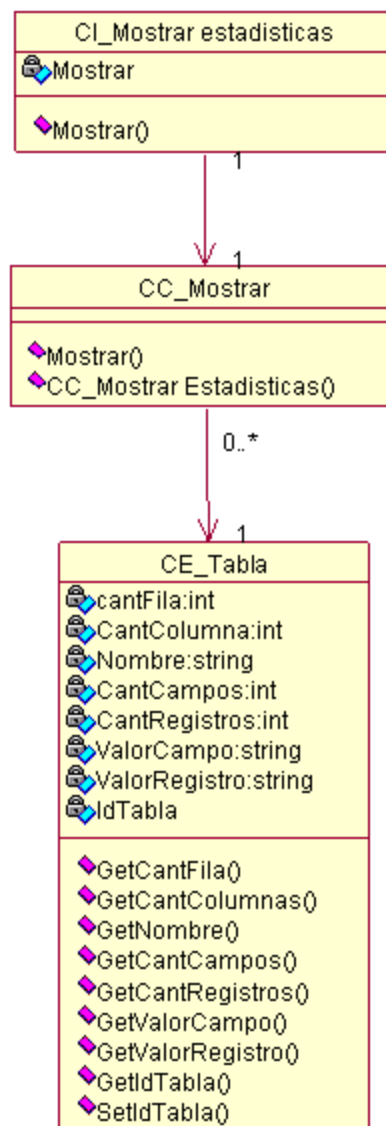 CI_Mostrar estadisticas
Mostrar
Mostrar()
1
1
CC_Mostrar
Mostrar()
CC_Mostrar Estadisticas()
0..*
1
CE_Tabla
cantFila:int
CantColumna:int
Nombre:string
CantCampos:int
CantRegistros:int
ValorCampo:string
ValorRegistro:string
IdTabla
GetCantFila()
GetCantColumnas()
GetNombre()
GetCantCampos()
GetCantRegistros()
GetValorCampo()
GetValorRegistro()
GetIdTabla()
SetIdTabla()